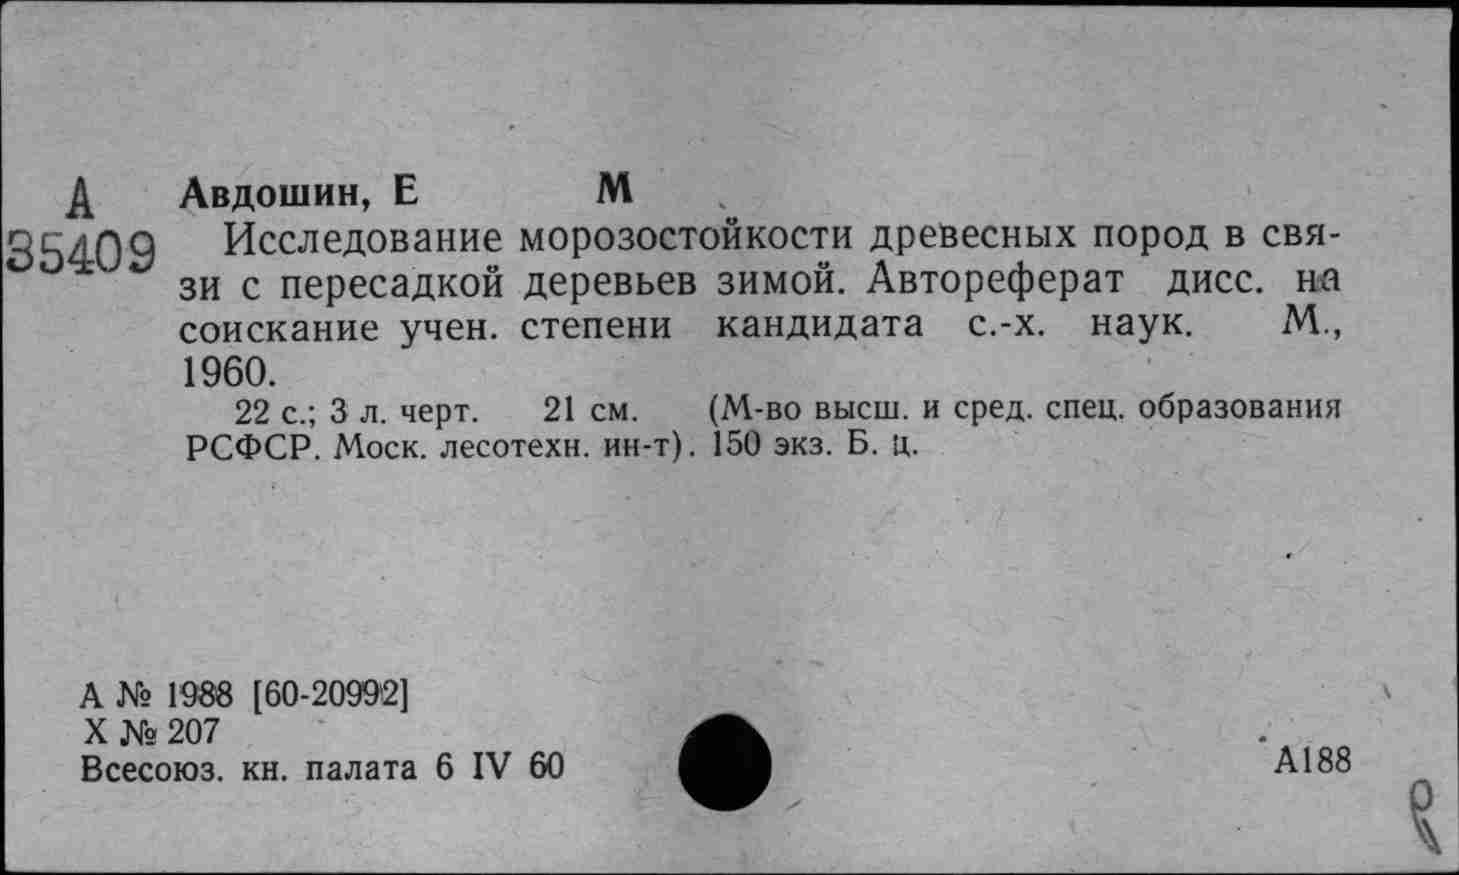 А Авдошин, Е М
35409 Исследование морозостойкости древесных пород в свя-
зи с пересадкой деревьев зимой. Автореферат дисс. на
соискание учен. степени кандидата с.-х. наук. М.,
1960.
22 с.; 3 л. черт. 21 см. (М-во высш. и сред. спец. образования
РСФСР. Моск. лесотехн. ин-т). 150 экз. Б. ц.
А № 1988 [60-20992]
X № 207
Всесоюз. кн. палата 6 IV 60
А188